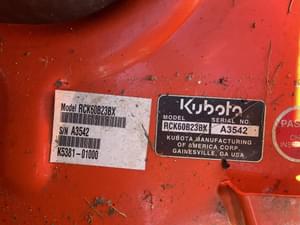 Model RCK60B23BX
S/N A3542
K5381-01000
Kubota
MODEL
SERIAL NO.
RCK60B23BX
A3542
KUBOTA MANUFACTURING
OF AMERICA CORP.
GAINESVILLE, GA USA
PAS